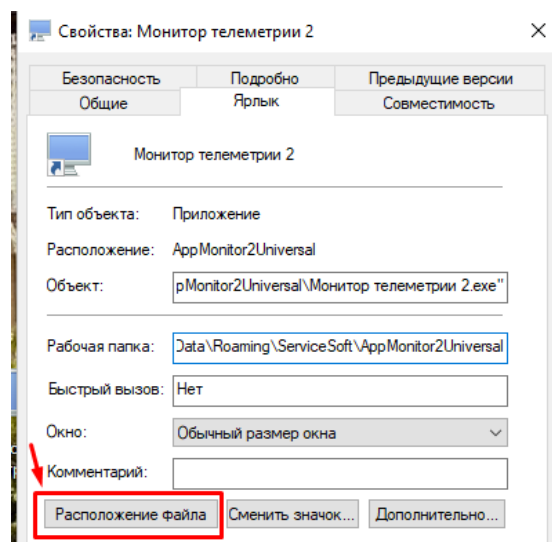 Свойства: Монитор телеметрии 2
Безопасность Подробно Предыдущие версии
Общие Ярлык Совместимость
Монитор телеметрии 2
Тип объекта: Приложение
Расположение: AppMonitor2Universal
Объект: pMonitor2Universal\Монитор телеметрии 2.exe"
Рабочая папка: Data\Roaming\ServiceSoft\AppMonitor2Universal
Быстрый вызов: Нет
Окно: Обычный размер окна
Комментарий:
Расположение файла Сменить значок... Дополнительно...